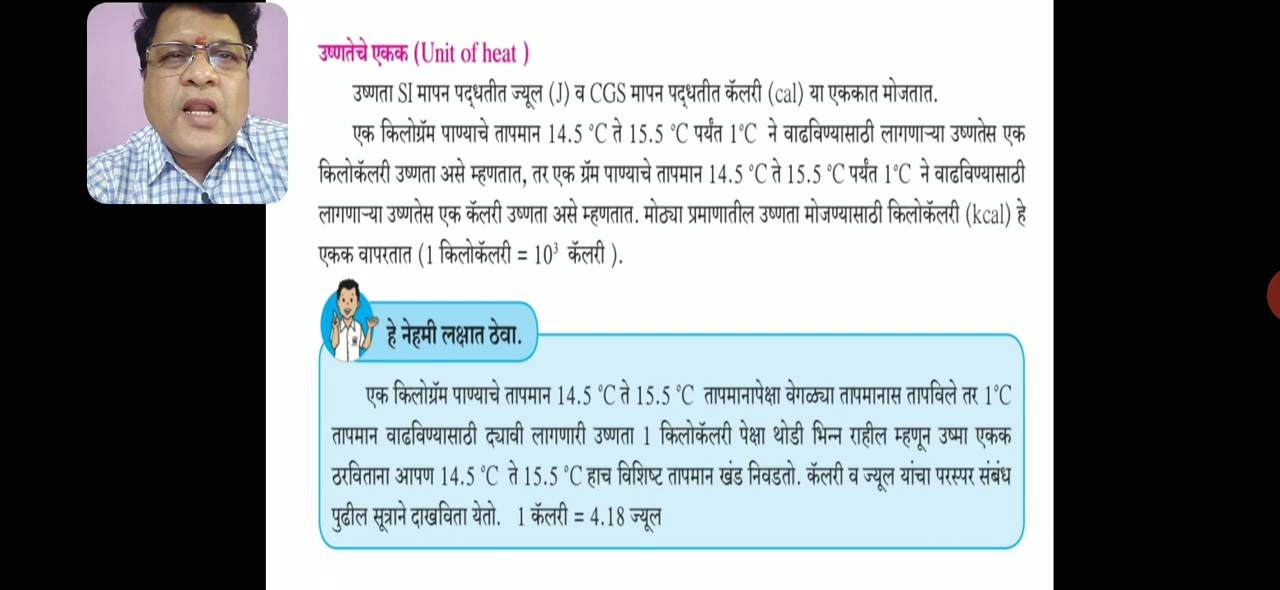 उष्णतेचे एकक (Unit of heat )
उष्णता SI मापन पद्धतीत ज्यूल (J) व CGS मापन पद्धतीत कॅलरी (cal) या एककात मोजतात.
एक किलोग्रॅम पाण्याचे तापमान 14.5 °C ते 15.5 °C पर्यंत 1°C ने वाढविण्यासाठी लागणाऱ्या उष्णतेस एक
किलोकॅलरी उष्णता असे म्हणतात, तर एक ग्रॅम पाण्याचे तापमान 14.5 °C ते 15.5 °C पर्यंत 1°C ने वाढविण्यासाठी
लागणाऱ्या उष्णतेस एक कॅलरी उष्णता असे म्हणतात. मोठ्या प्रमाणातील उष्णता मोजण्यासाठी किलोकॅलरी (kcal) हे
एकक वापरतात (1 किलोकॅलरी = 10³ कॅलरी ).
हे नेहमी लक्षात ठेवा.
एक किलोग्रॅम पाण्याचे तापमान 14.5 °C ते 15.5 °C तापमानापेक्षा वेगळ्या तापमानास तापविले तर 1°C
तापमान वाढविण्यासाठी द्यावी लागणारी उष्णता 1 किलोकॅलरी पेक्षा थोडी भिन्न राहील म्हणून उष्मा एकक
ठरविताना आपण 14.5 °C ते 15.5 °C हाच विशिष्ट तापमान खंड निवडतो. कॅलरी व ज्यूल यांचा परस्पर संबंध
पुढील सूत्राने दाखविता येतो. 1 कॅलरी = 4.18 ज्यूल